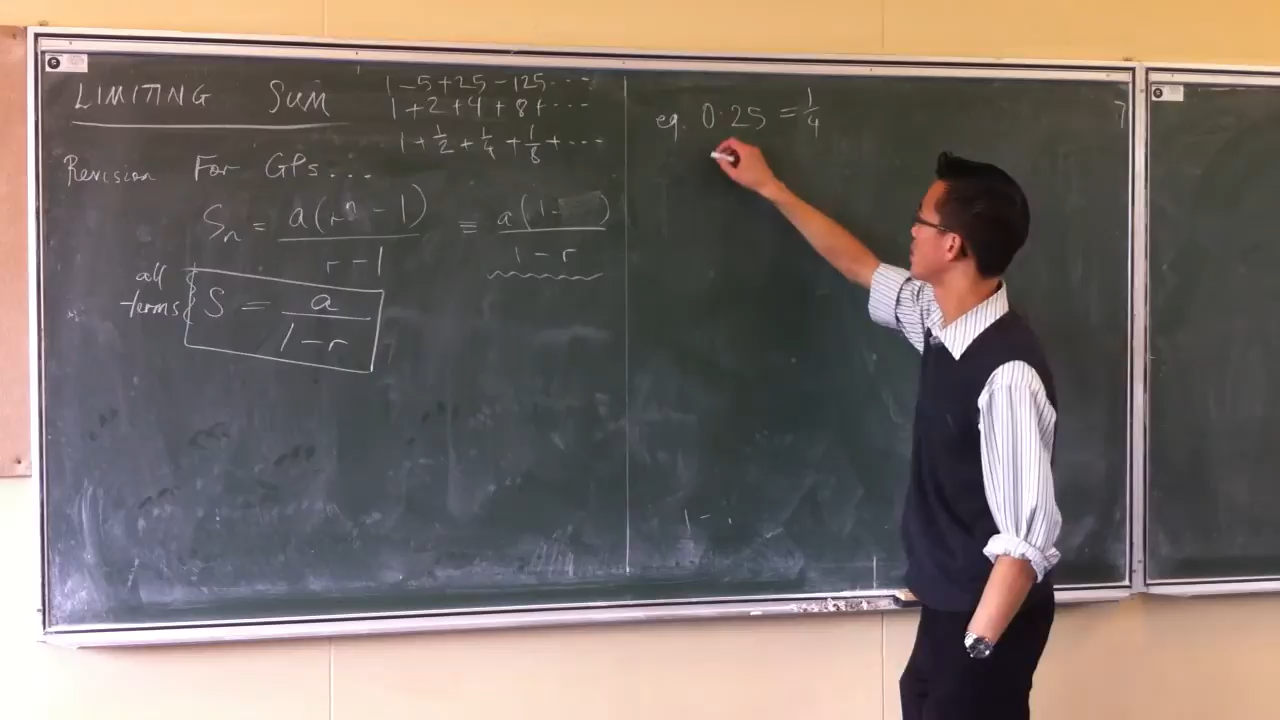 LIMITING SUM
1 - 5 + 25 - 125 ...
1 + 2 + 4 + 8 + ...
1 + 1/2 + 1/4 + 1/8 + ...
Revision For GPs...
Sn = a(r^n - 1) / (r - 1) ≡ a(1 - ) / (1 - r)
all terms { S = a / (1 - r)
eg. 0.25 = 1/4
1 -